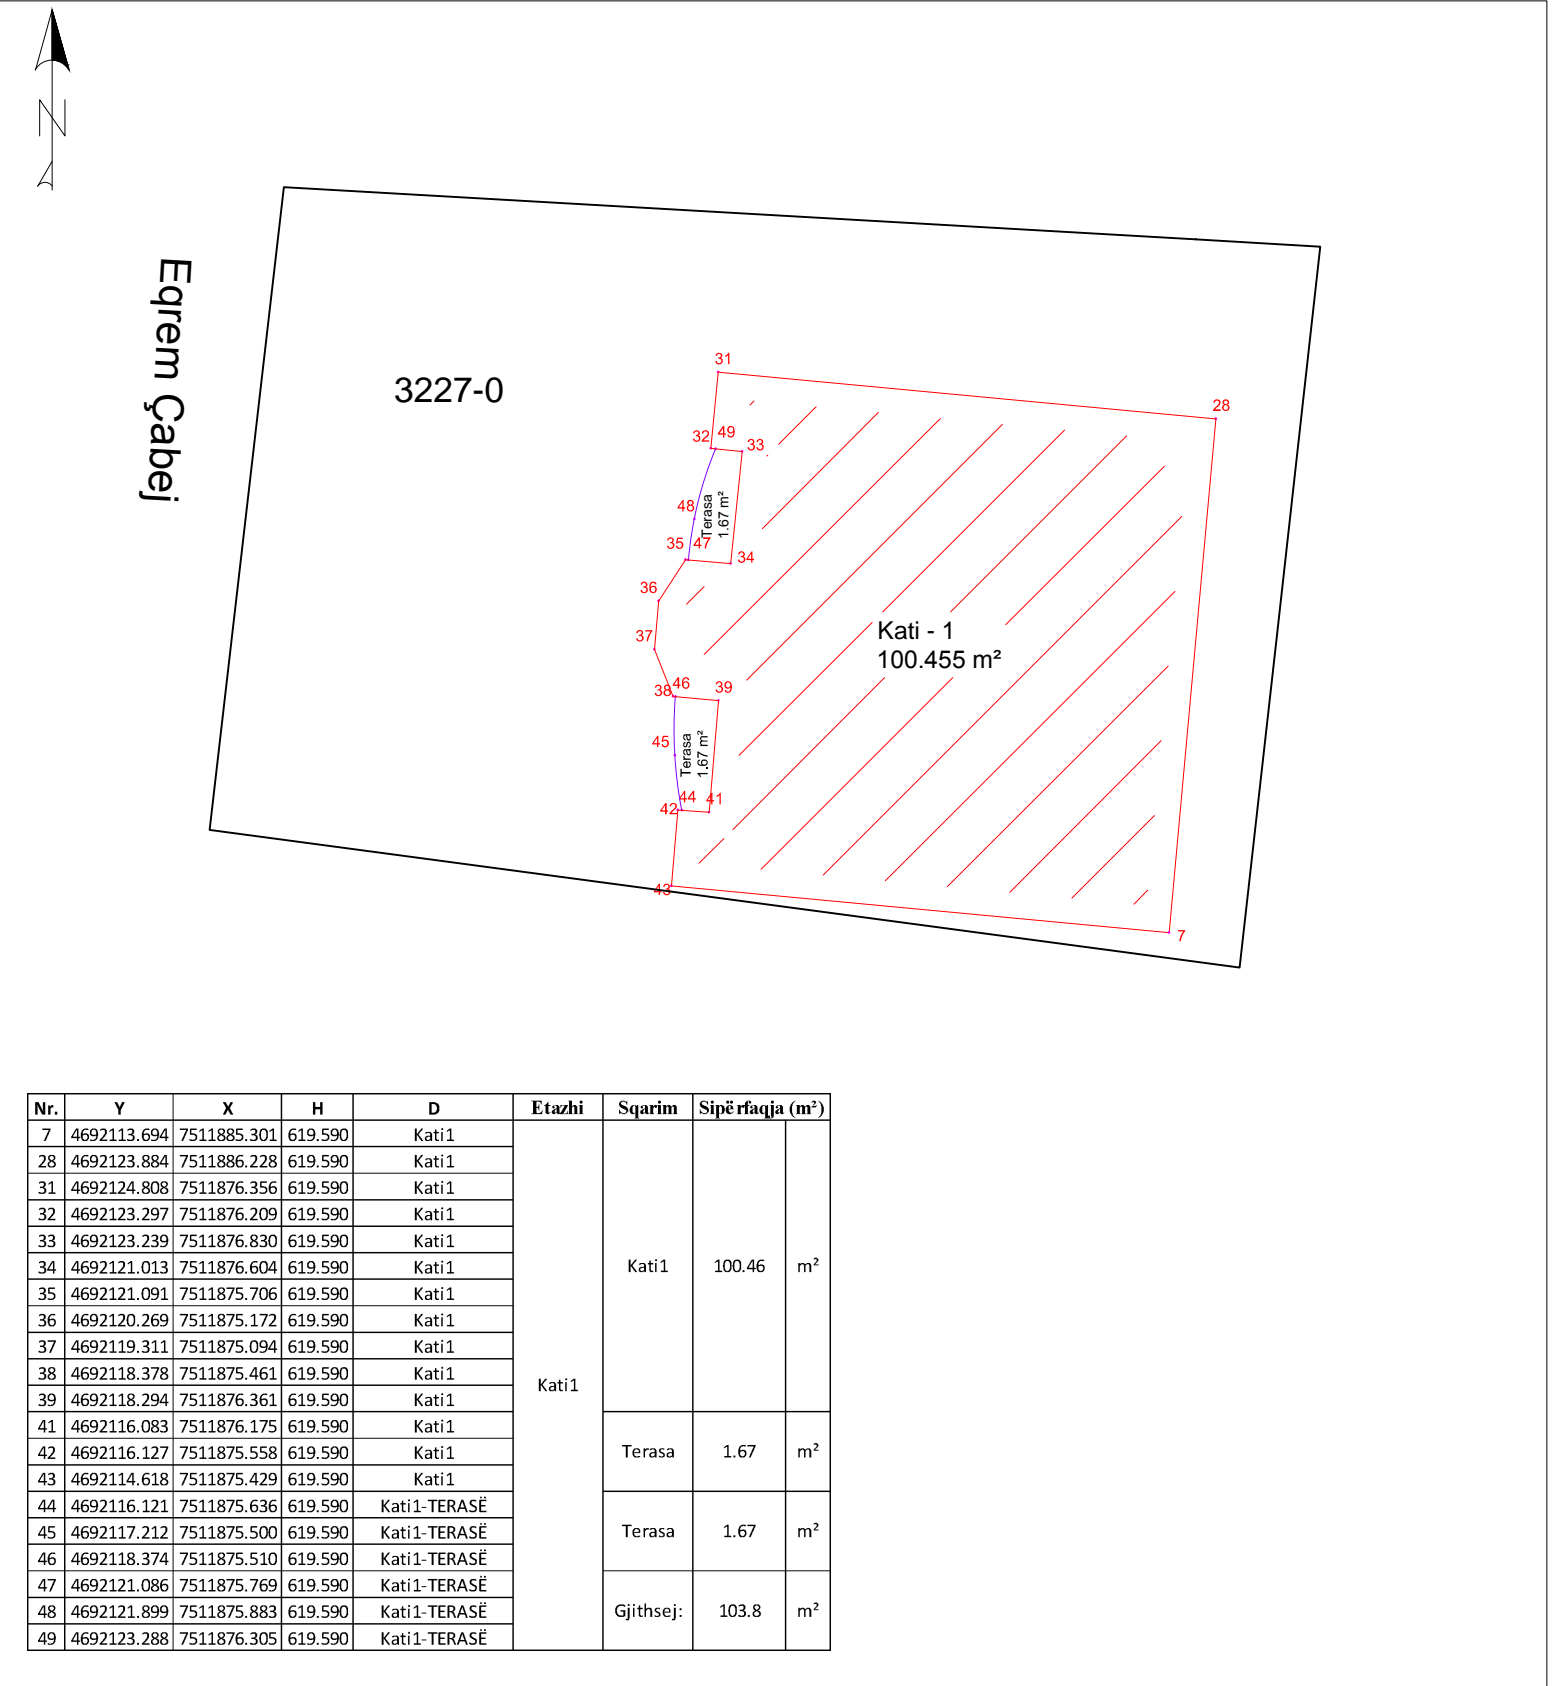 N
Eqrem Çabej
3227-0
31
28
32
49
33
48
Terasa
1.67 m²
35
47
34
36
37
Kati - 1
100.455 m²
38
46
39
45
Terasa
1.67 m²
42
44
41
43
7
Nr. Y X H D Etazhi Sqarim Sipërfaqja (m²)
7 4692113.694 7511885.301 619.590 Kati1
28 4692123.884 7511886.228 619.590 Kati1
31 4692124.808 7511876.356 619.590 Kati1
32 4692123.297 7511876.209 619.590 Kati1
33 4692123.239 7511876.830 619.590 Kati1
34 4692121.013 7511876.604 619.590 Kati1 Kati1 100.46 m²
35 4692121.091 7511875.706 619.590 Kati1
36 4692120.269 7511875.172 619.590 Kati1
37 4692119.311 7511875.094 619.590 Kati1
38 4692118.378 7511875.461 619.590 Kati1 Kati1
39 4692118.294 7511876.361 619.590 Kati1
41 4692116.083 7511876.175 619.590 Kati1
42 4692116.127 7511875.558 619.590 Kati1 Terasa 1.67 m²
43 4692114.618 7511875.429 619.590 Kati1
44 4692116.121 7511875.636 619.590 Kati1-TERASË
45 4692117.212 7511875.500 619.590 Kati1-TERASË Terasa 1.67 m²
46 4692118.374 7511875.510 619.590 Kati1-TERASË
47 4692121.086 7511875.769 619.590 Kati1-TERASË
48 4692121.899 7511875.883 619.590 Kati1-TERASË Gjithsej: 103.8 m²
49 4692123.288 7511876.305 619.590 Kati1-TERASË